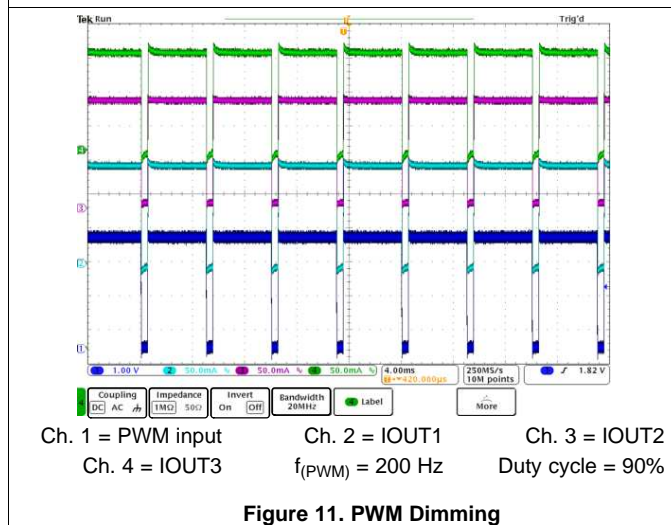 Tek Run Trig'd
4
3
2
1
1 1.00 V 2 50.0mA 3 50.0mA 4 50.0mA 4.00ms 250MS/s 1 1.82 V
420.000µs 10M points
4 Coupling Impedance Invert Bandwidth 4 Label More
DC AC 1MΩ 50Ω On Off 20MHz
Ch. 1 = PWM input Ch. 2 = IOUT1 Ch. 3 = IOUT2
Ch. 4 = IOUT3 f(PWM) = 200 Hz Duty cycle = 90%
Figure 11. PWM Dimming